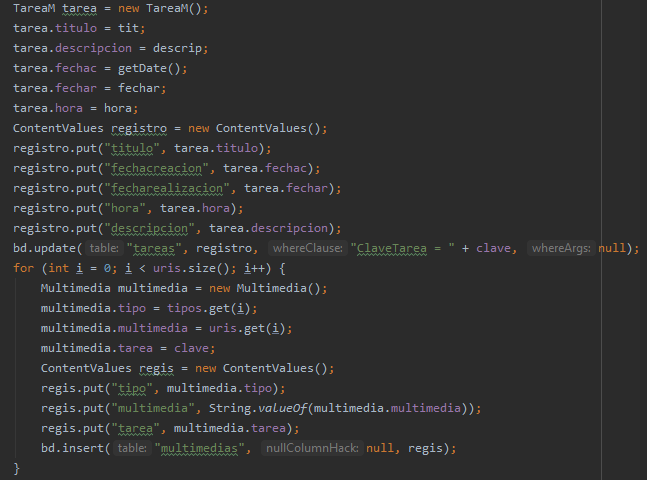 TareaM tarea = new TareaM();
tarea.titulo = tit;
tarea.descripcion = descrip;
tarea.fechac = getDate();
tarea.fechar = fechar;
tarea.hora = hora;
ContentValues registro = new ContentValues();
registro.put("titulo", tarea.titulo);
registro.put("fechacreacion", tarea.fechac);
registro.put("fecharealizacion", tarea.fechar);
registro.put("hora", tarea.hora);
registro.put("descripcion", tarea.descripcion);
bd.update( table: "tareas", registro, whereClause: "ClaveTarea = " + clave, whereArgs: null);
for (int i = 0; i < uris.size(); i++) {
    Multimedia multimedia = new Multimedia();
    multimedia.tipo = tipos.get(i);
    multimedia.multimedia = uris.get(i);
    multimedia.tarea = clave;
    ContentValues regis = new ContentValues();
    regis.put("tipo", multimedia.tipo);
    regis.put("multimedia", String.valueOf(multimedia.multimedia));
    regis.put("tarea", multimedia.tarea);
    bd.insert( table: "multimedias", nullColumnHack: null, regis);
}